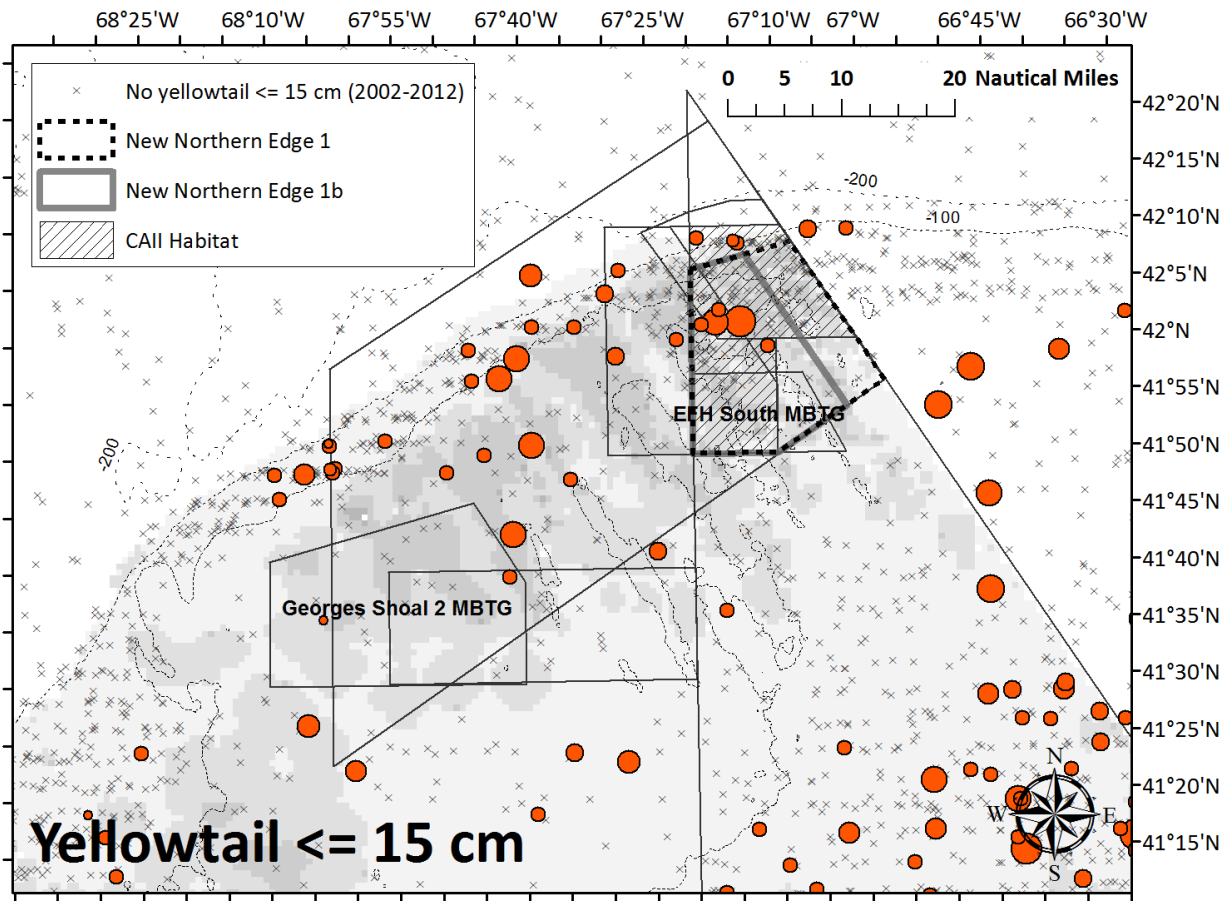 68°25'W 68°10'W 67°55'W 67°40'W 67°25'W 67°10'W 67°W 66°45'W 66°30'W
No yellowtail <= 15 cm (2002-2012)
New Northern Edge 1
New Northern Edge 1b
CAII Habitat
0 5 10 20 Nautical Miles
42°20'N
42°15'N
42°10'N
42°5'N
42°N
41°55'N
41°50'N
41°45'N
41°40'N
41°35'N
41°30'N
41°25'N
41°20'N
41°15'N
-200
-100
-200
EFH South MBTG
Georges Shoal 2 MBTG
N
W E
S
Yellowtail <= 15 cm